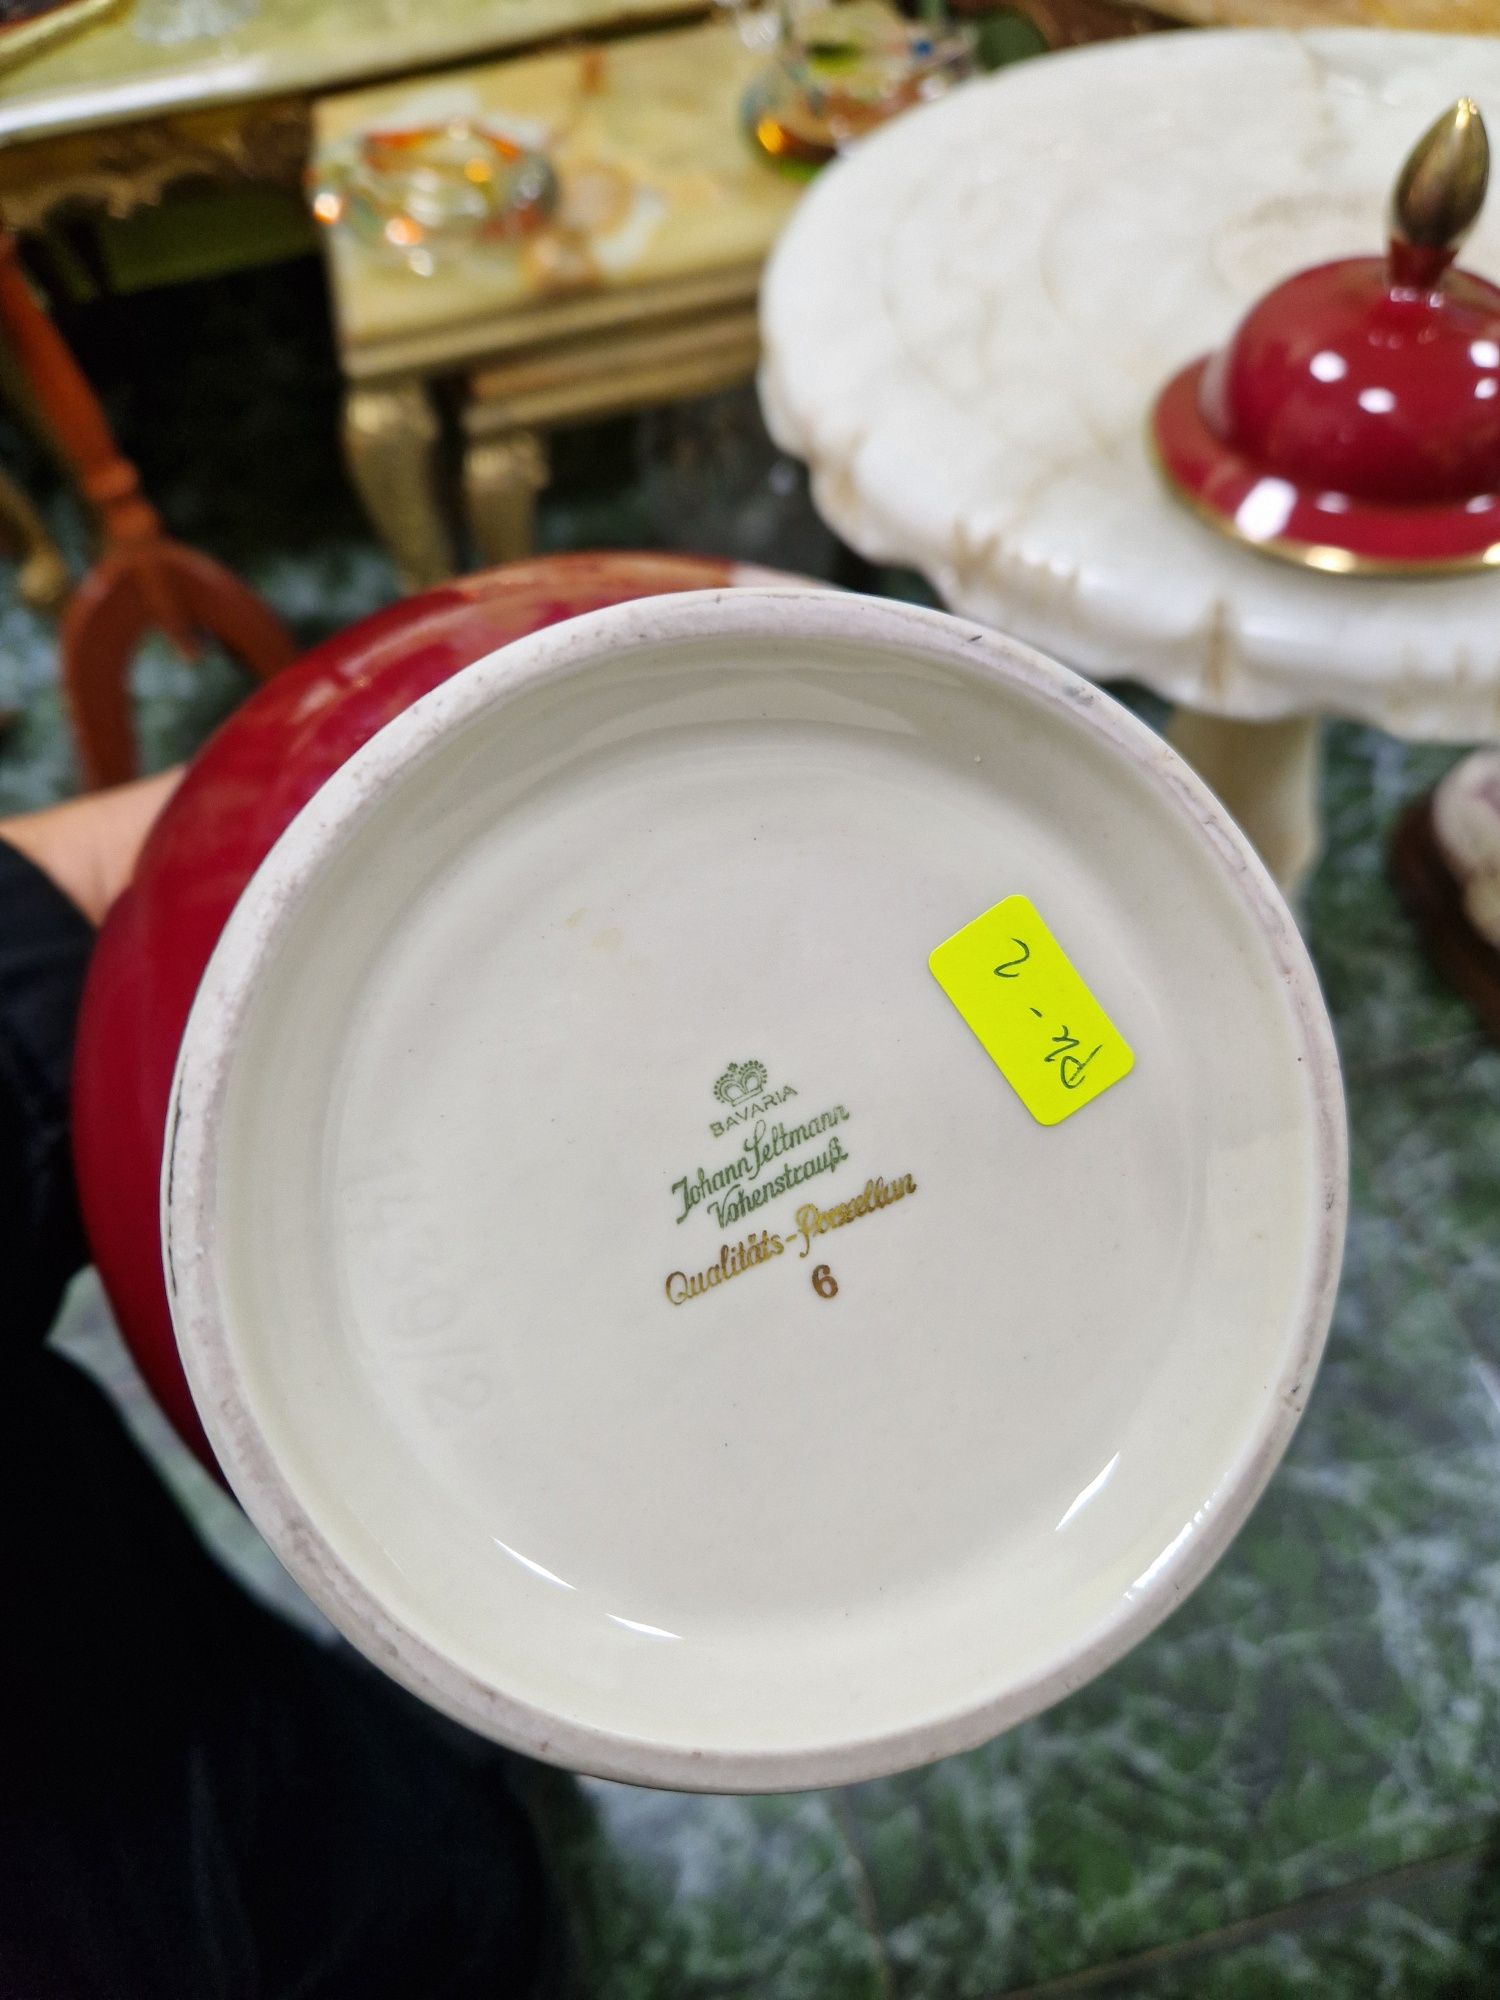 BAVARIA
Johann Seltmann
Vohenstrauß
Qualitäts-Porzellan
6